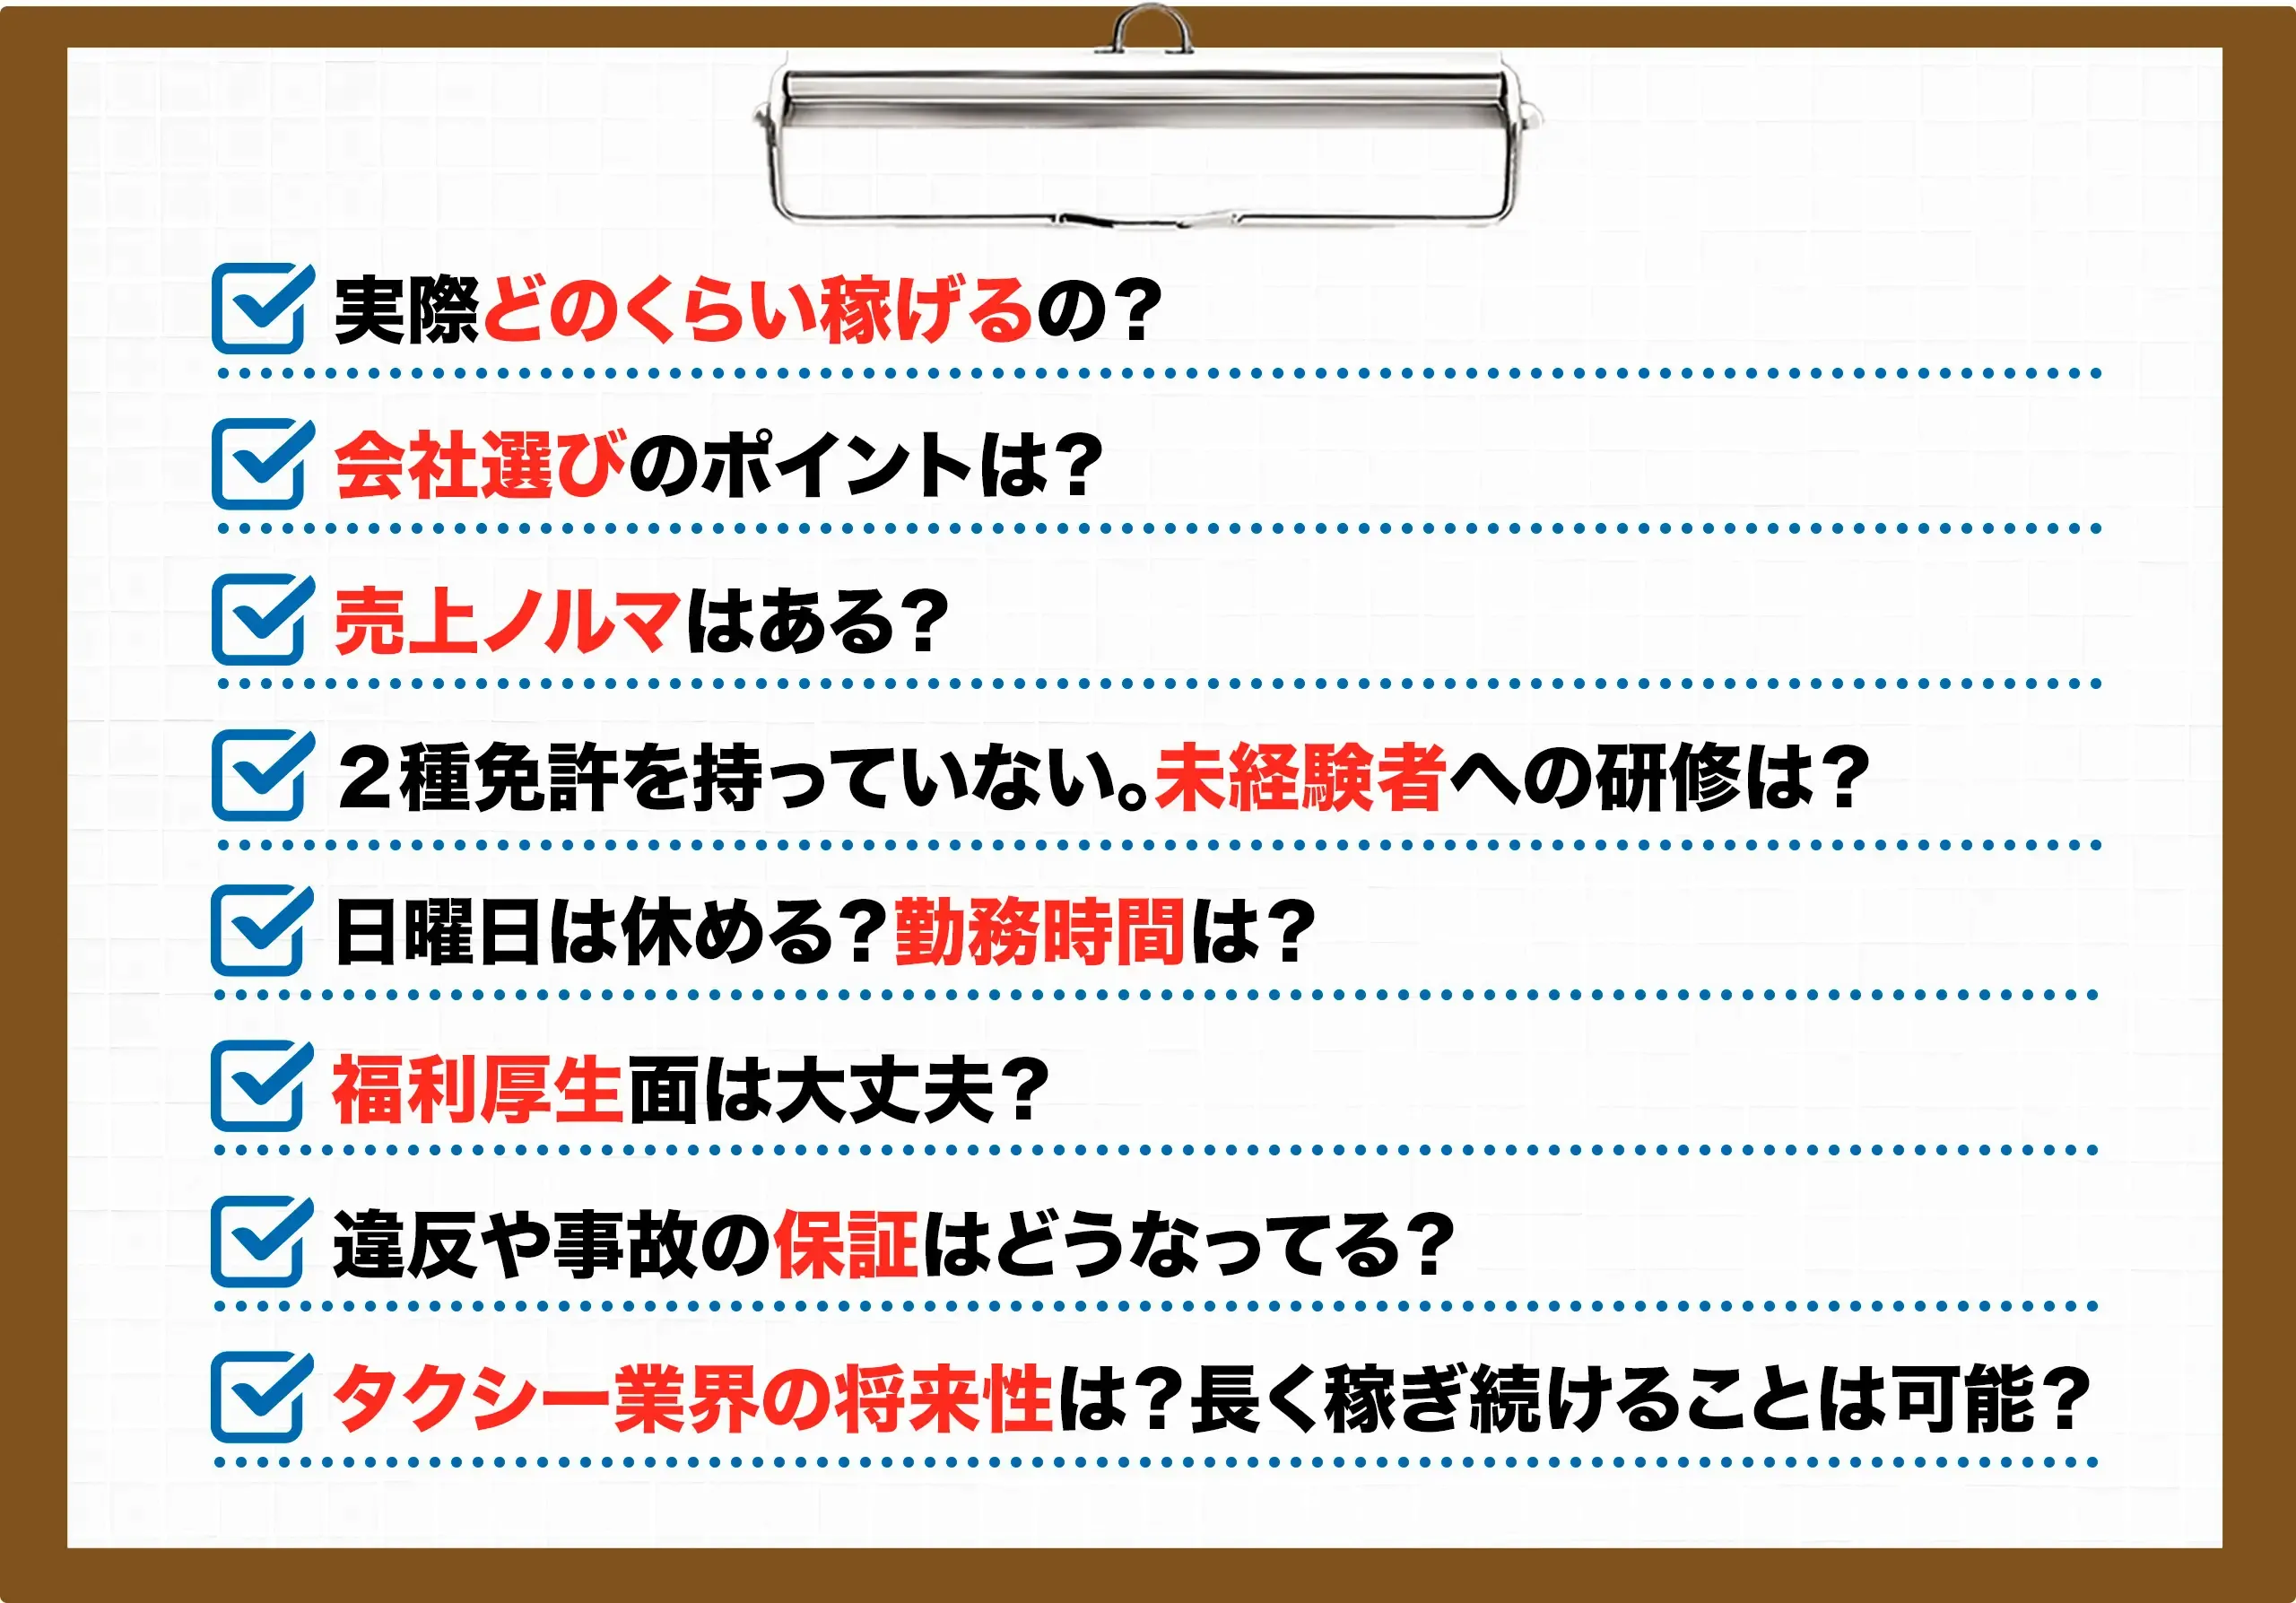 実際どのくらい稼げるの？
会社選びのポイントは？
売上ノルマはある？
２種免許を持っていない。未経験者への研修は？
日曜日は休める？勤務時間は？
福利厚生面は大丈夫？
違反や事故の保証はどうなってる？
タクシー業界の将来性は？長く稼ぎ続けることは可能？